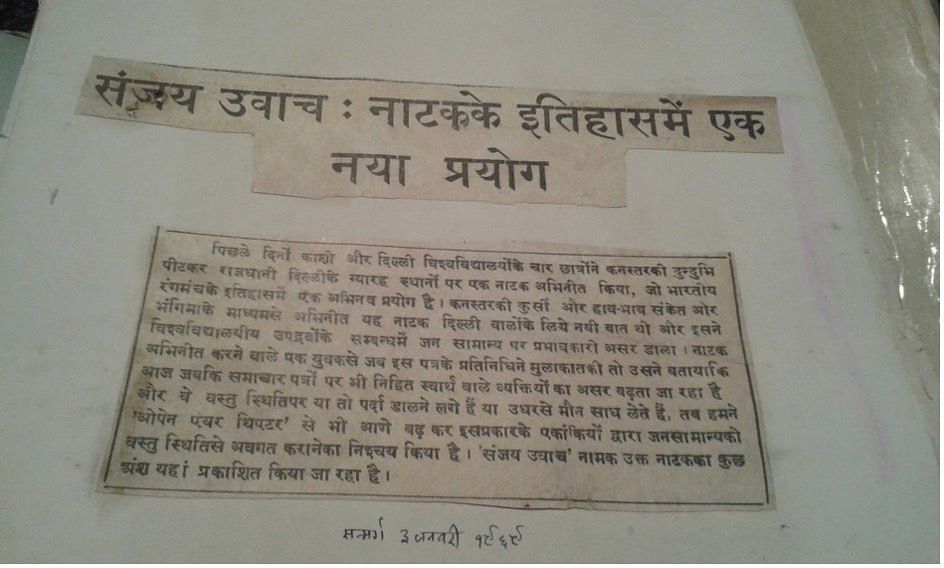 संजय उवाच : नाटकके इतिहासमें एक
नया प्रयोग
पिछले दिनों काशी और दिल्ली विश्वविद्यालयोंके चार छात्रोंने कनस्तरकी दुन्दुभि
पीटकर राजधानी दिल्लीके ग्यारह स्थानों पर एक नाटक अभिनीत किया, जो भारतीय
रंगमंचके इतिहासमें एक अभिनव प्रयोग है। कनस्तरकी कुर्सी और हाव-भाव संकेत और
भंगिमाके माध्यमसे अभिनीत यह नाटक दिल्ली वालोंके लिये नयी बात थी और इसने
विश्वविद्यालयीय उपद्रवोंके सम्बन्धमें जन सामान्य पर प्रभावकारी असर डाला। नाटक
अभिनीत करने वाले एक युवकसे जब इस पत्रके प्रतिनिधिने मुलाकातकी तो उसने बतायाकि
आज जबकि समाचार पत्रों पर भी निहित स्वार्थ वाले व्यक्तियों का असर बढ़ता जा रहा है
और वे वस्तु स्थितिपर या तो पर्दा डालने लगे हैं या उधरसे मौन साध लेते हैं, तब हमने
'ओपेन एयर थिएटर' से भी आगे बढ़ कर इसप्रकारके एकांकियों द्वारा जनसामान्यको
वस्तु स्थितिसे अवगत करानेका निश्चय किया है। 'संजय उवाच' नामक उक्त नाटकका कुछ
अंश यहां प्रकाशित किया जा रहा है।
सन्मार्ग ३ जनवरी १९६९